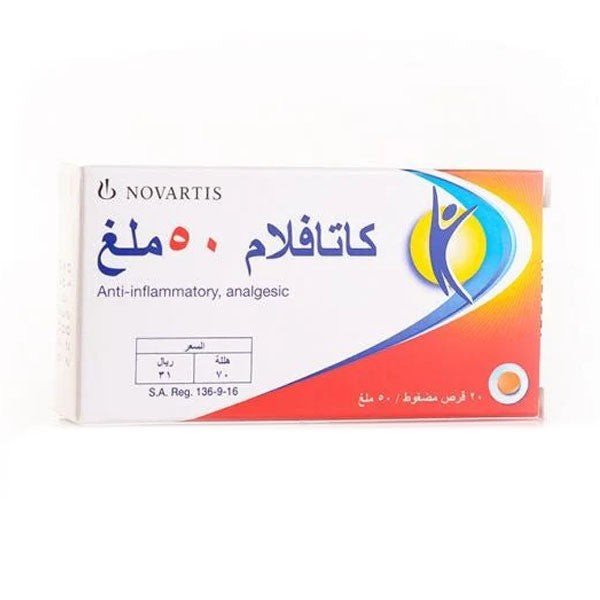 NOVARTIS
كاتافلام ٥٠ ملغ
Anti-inflammatory, analgesic
السعر
هللة ريال
٧٠ ٣١
S.A. Reg. 136-9-16
٢٠ قرص مضغوط / ٥٠ ملغ